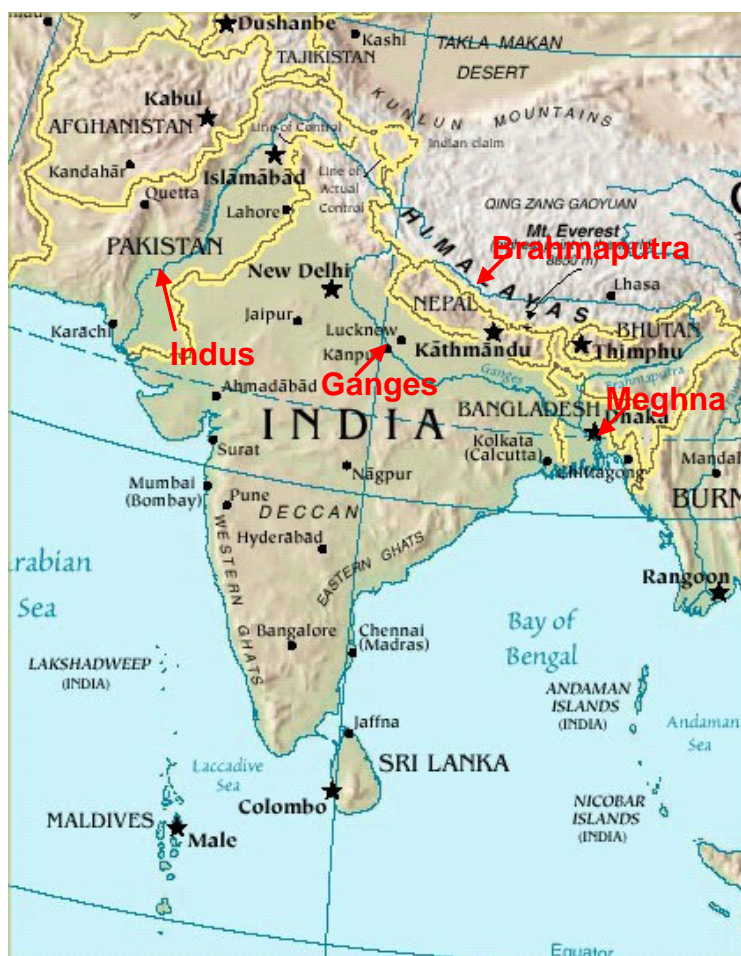 Dushanbe
Kashi
TAJIKISTAN
TAKLA MAKAN
DESERT
Kabul
AFGHANISTAN
KUNLUN MOUNTAINS
Line of Control
Indian claim
Kandahār
Islāmābād
Line of
Actual
Control
Quetta
Lahore
QING ZANG GAOYUAN
Mt. Everest
HIMALAYAS
PAKISTAN
Brahmaputra
8850 m)
New Delhi
NEPAL
Lhasa
Jaipur
Lucknow
BHUTAN
Karāchi
Indus
Kānpu
Kāthmāndu
Thimphu
Ganges
Ganges
Brahmaputra
Ahmadābād
Meghna
BANGLADESH
Dhaka
INDIA
Kolkata
(Calcutta)
Surat
Chittagong
Mandal
Nāgpur
Mumbai
(Bombay)
Pune
BURN
DECCAN
Hyderābād
WESTERN GHATS
EASTERN GHATS
rabian
Sea
Rangoon
Bay of
Bengal
Bangalore
Chennai
(Madras)
LAKSHADWEEP
(INDIA)
ANDAMAN
ISLANDS
(INDIA)
Andaman
Sea
Jaffna
Laccadive
Sea
SRI LANKA
Colombo
NICOBAR
ISLANDS
(INDIA)
MALDIVES
Male
Equator